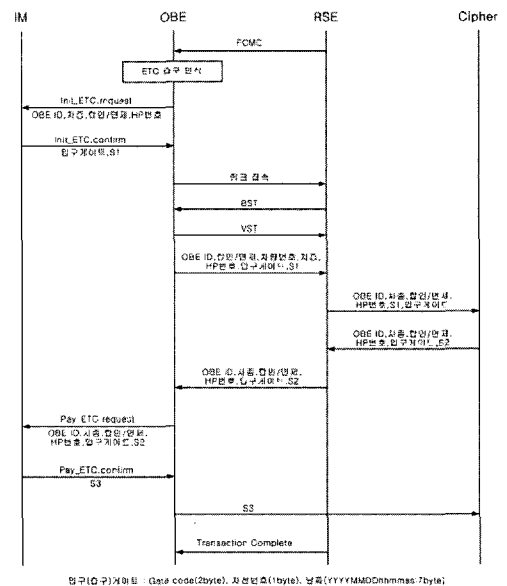 IM OBE RSE Cipher
FCMC
ETC 출구 인식
Init_ETC.request
OBE ID,차종,할인/면제,HP번호
Init_ETC.confirm
입구게이트,S1
링크 접속
BST
VST
OBE ID,할인/면제,차량번호,차종,
HP번호,입구게이트,S1
OBE ID,차종,할인/면제,
HP번호,S1,입구게이트
OBE ID,차종,할인/면제,
HP번호,입구게이트,S2
OBE ID,차종,할인/면제,
HP번호,입구게이트,S2
Pay_ETC.request
OBE ID,차종,할인/면제,
HP번호,입구게이트,S2
Pay_ETC.confirm
S3
S3
Transaction Complete
입구(출구)게이트 : Gate code(2byte), 차선번호(1byte), 날짜(YYYYMMDDhhmmss:7byte)